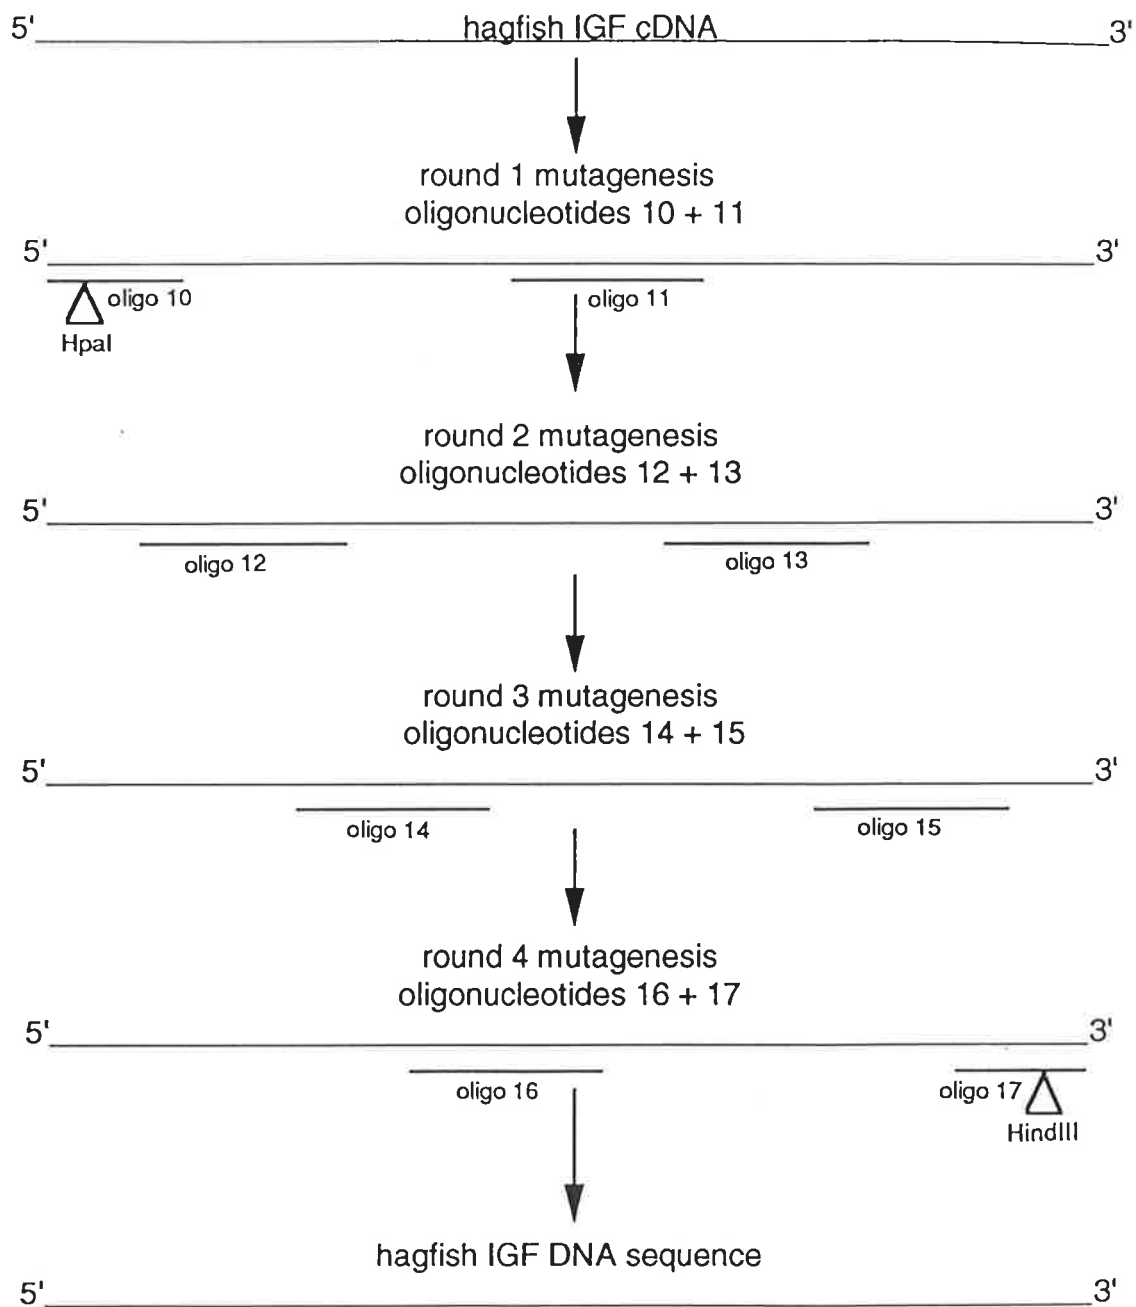 5' hagfish IGF cDNA 3'
round 1 mutagenesis
oligonucleotides 10 + 11
5' 3'
oligo 10 oligo 11
HpaI
round 2 mutagenesis
oligonucleotides 12 + 13
5' 3'
oligo 12 oligo 13
round 3 mutagenesis
oligonucleotides 14 + 15
5' 3'
oligo 14 oligo 15
round 4 mutagenesis
oligonucleotides 16 + 17
5' 3'
oligo 16 oligo 17
HindIII
hagfish IGF DNA sequence
5' 3'